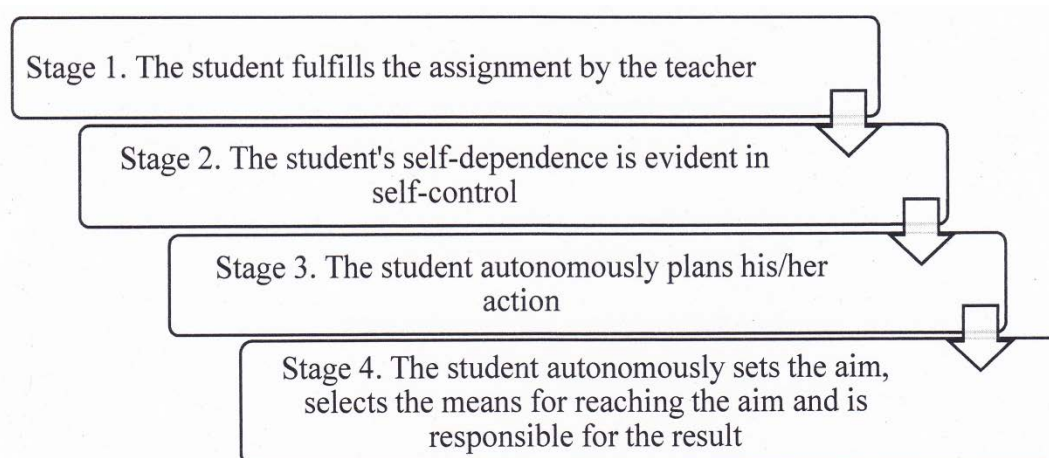 Stage 1. The student fulfills the assignment by the teacher
Stage 2. The student's self-dependence is evident in
self-control
Stage 3. The student autonomously plans his/her
action
Stage 4. The student autonomously sets the aim,
selects the means for reaching the aim and is
responsible for the result